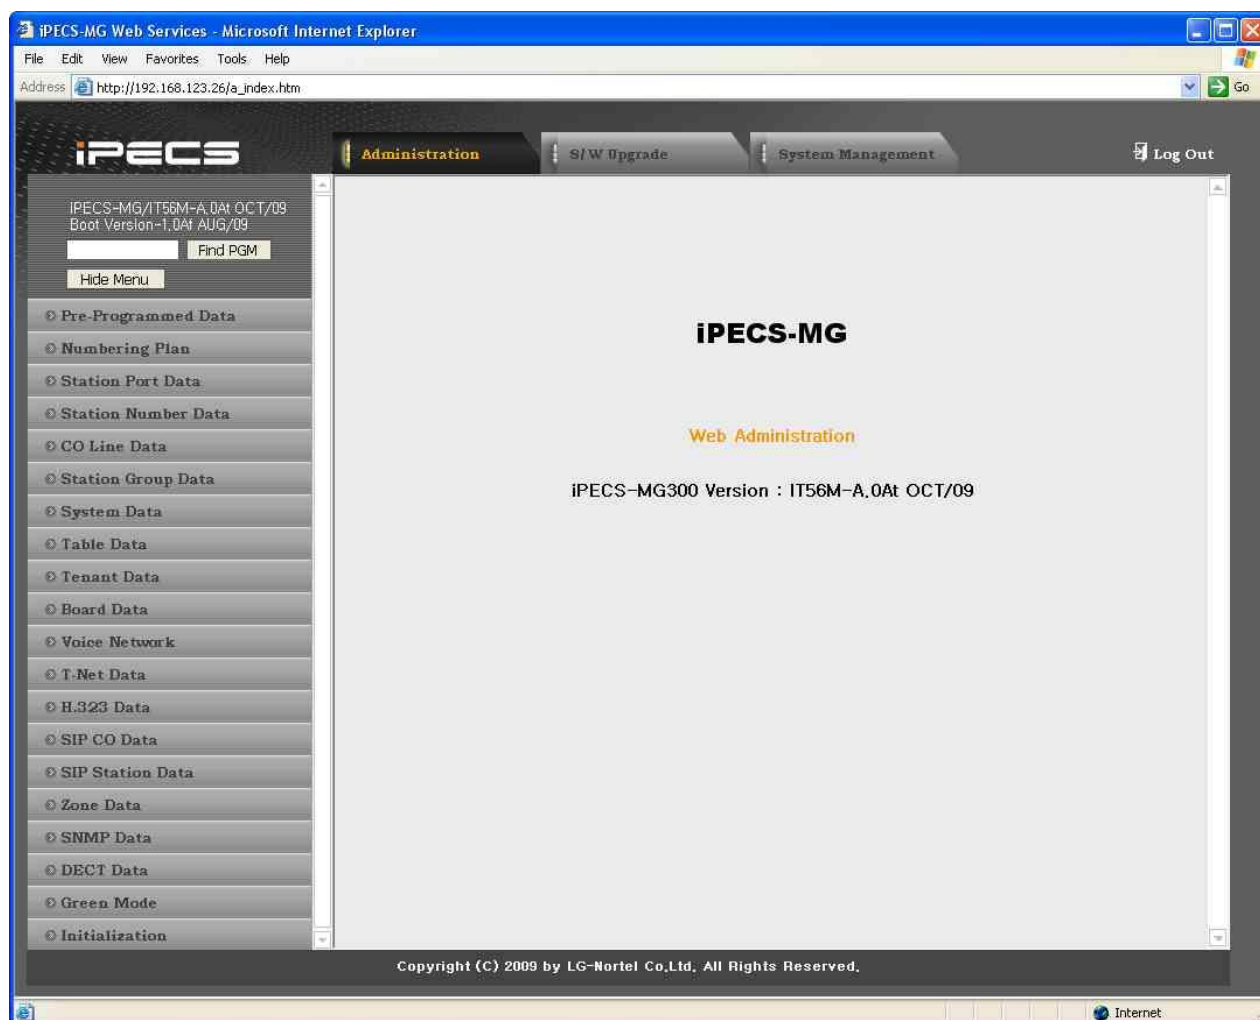 iPECS-MG Web Services - Microsoft Internet Explorer
File Edit View Favorites Tools Help
Address http://192.168.123.26/a_index.htm Go
iPECS
Administration S/W Upgrade System Management Log Out
iPECS-MG/IT56M-A.0At OCT/09
Boot Version-1.0Af AUG/09
Find PGM
Hide Menu
Pre-Programmed Data
Numbering Plan
Station Port Data
Station Number Data
CO Line Data
Station Group Data
System Data
Table Data
Tenant Data
Board Data
Voice Network
T-Net Data
H.323 Data
SIP CO Data
SIP Station Data
Zone Data
SNMP Data
DECT Data
Green Mode
Initialization
iPECS-MG
Web Administration
iPECS-MG300 Version : IT56M-A.0At OCT/09
Copyright (C) 2009 by LG-Nortel Co,Ltd. All Rights Reserved.
Internet